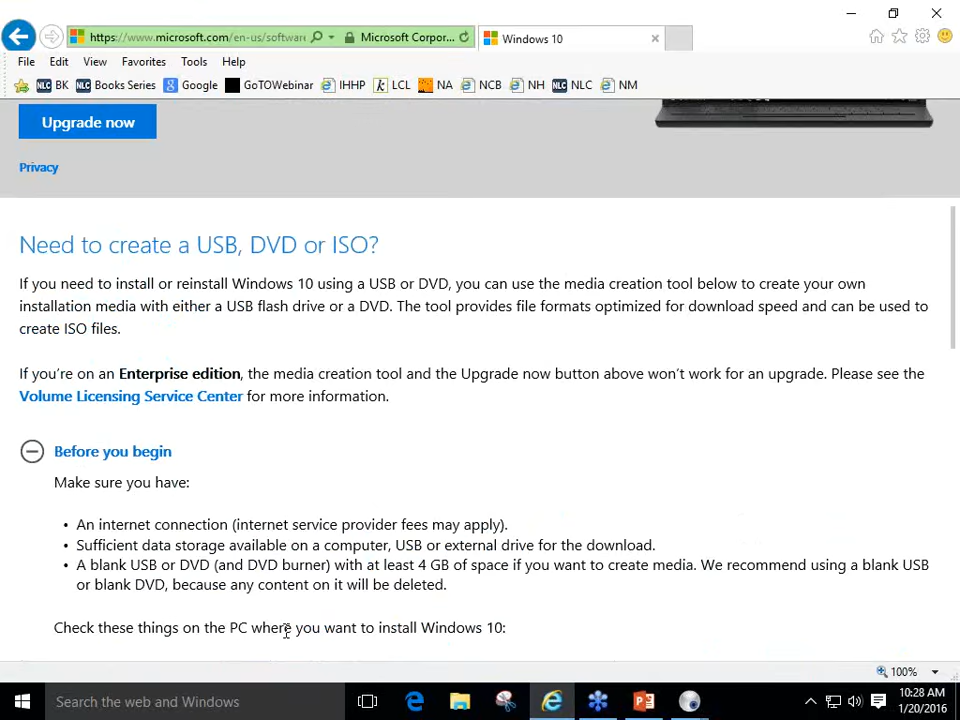 https://www.microsoft.com/en-us/software
Microsoft Corpor...
Windows 10
File Edit View Favorites Tools Help
BK Books Series Google GoTOWebinar IHHP LCL NA NCB NH NLC NM
Upgrade now
Privacy
Need to create a USB, DVD or ISO?
If you need to install or reinstall Windows 10 using a USB or DVD, you can use the media creation tool below to create your own
installation media with either a USB flash drive or a DVD. The tool provides file formats optimized for download speed and can be used to
create ISO files.
If you're on an Enterprise edition, the media creation tool and the Upgrade now button above won't work for an upgrade. Please see the
Volume Licensing Service Center for more information.
Before you begin
Make sure you have:
• An internet connection (internet service provider fees may apply).
• Sufficient data storage available on a computer, USB or external drive for the download.
• A blank USB or DVD (and DVD burner) with at least 4 GB of space if you want to create media. We recommend using a blank USB
or blank DVD, because any content on it will be deleted.
Check these things on the PC where you want to install Windows 10:
100%
Search the web and Windows
10:28 AM
1/20/2016